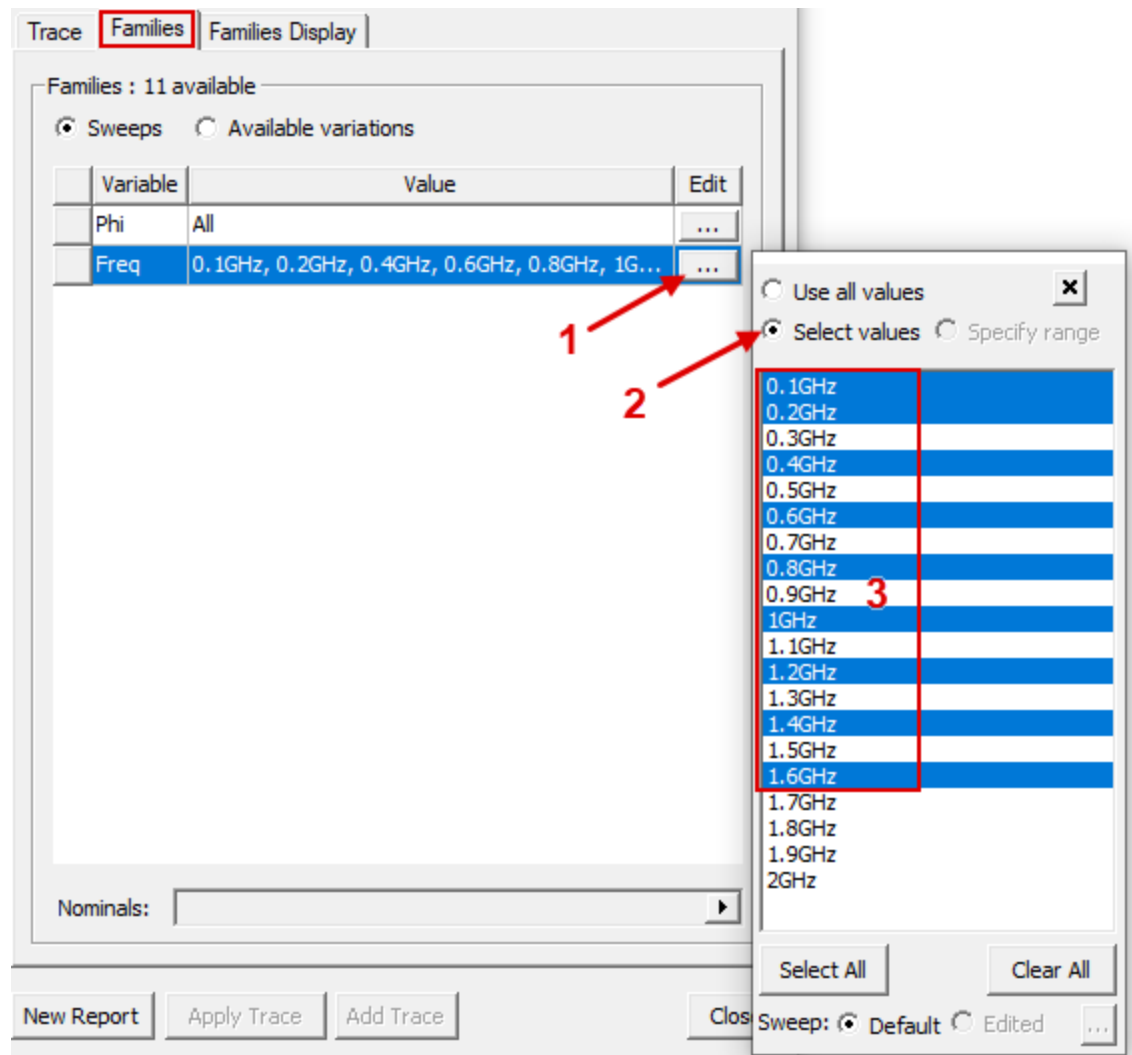 Trace Families Families Display
Families : 11 available
Sweeps Available variations
Variable Value Edit
Phi All ...
Freq 0.1GHz, 0.2GHz, 0.4GHz, 0.6GHz, 0.8GHz, 1G... ...
1
2
Nominals:
New Report Apply Trace Add Trace Clos
Use all values
Select values Specify range
0.1GHz
0.2GHz
0.3GHz
0.4GHz
0.5GHz
0.6GHz
0.7GHz
0.8GHz
0.9GHz 3
1GHz
1.1GHz
1.2GHz
1.3GHz
1.4GHz
1.5GHz
1.6GHz
1.7GHz
1.8GHz
1.9GHz
2GHz
Select All Clear All
Sweep: Default Edited ...